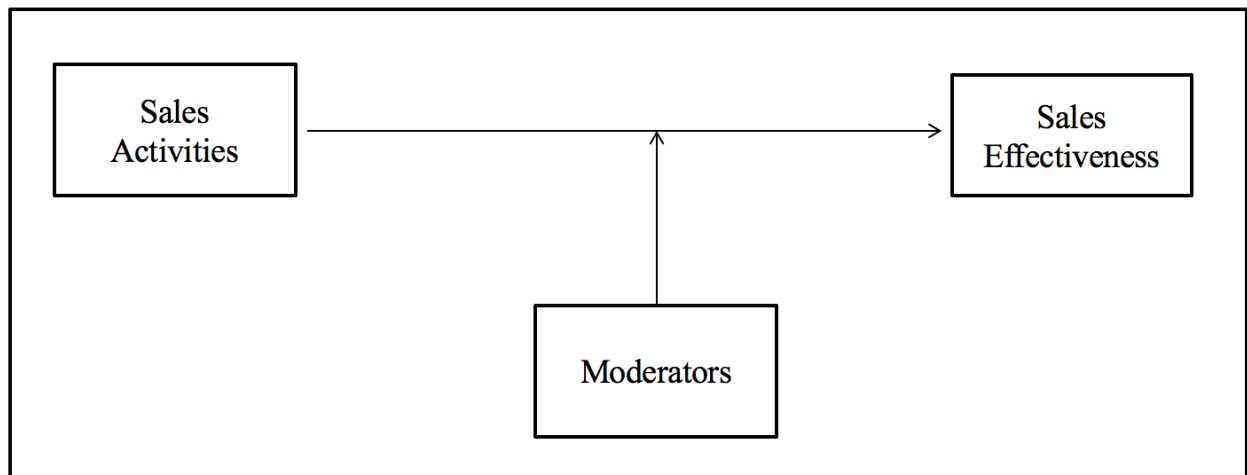 Sales
Activities
Sales
Effectiveness
Moderators